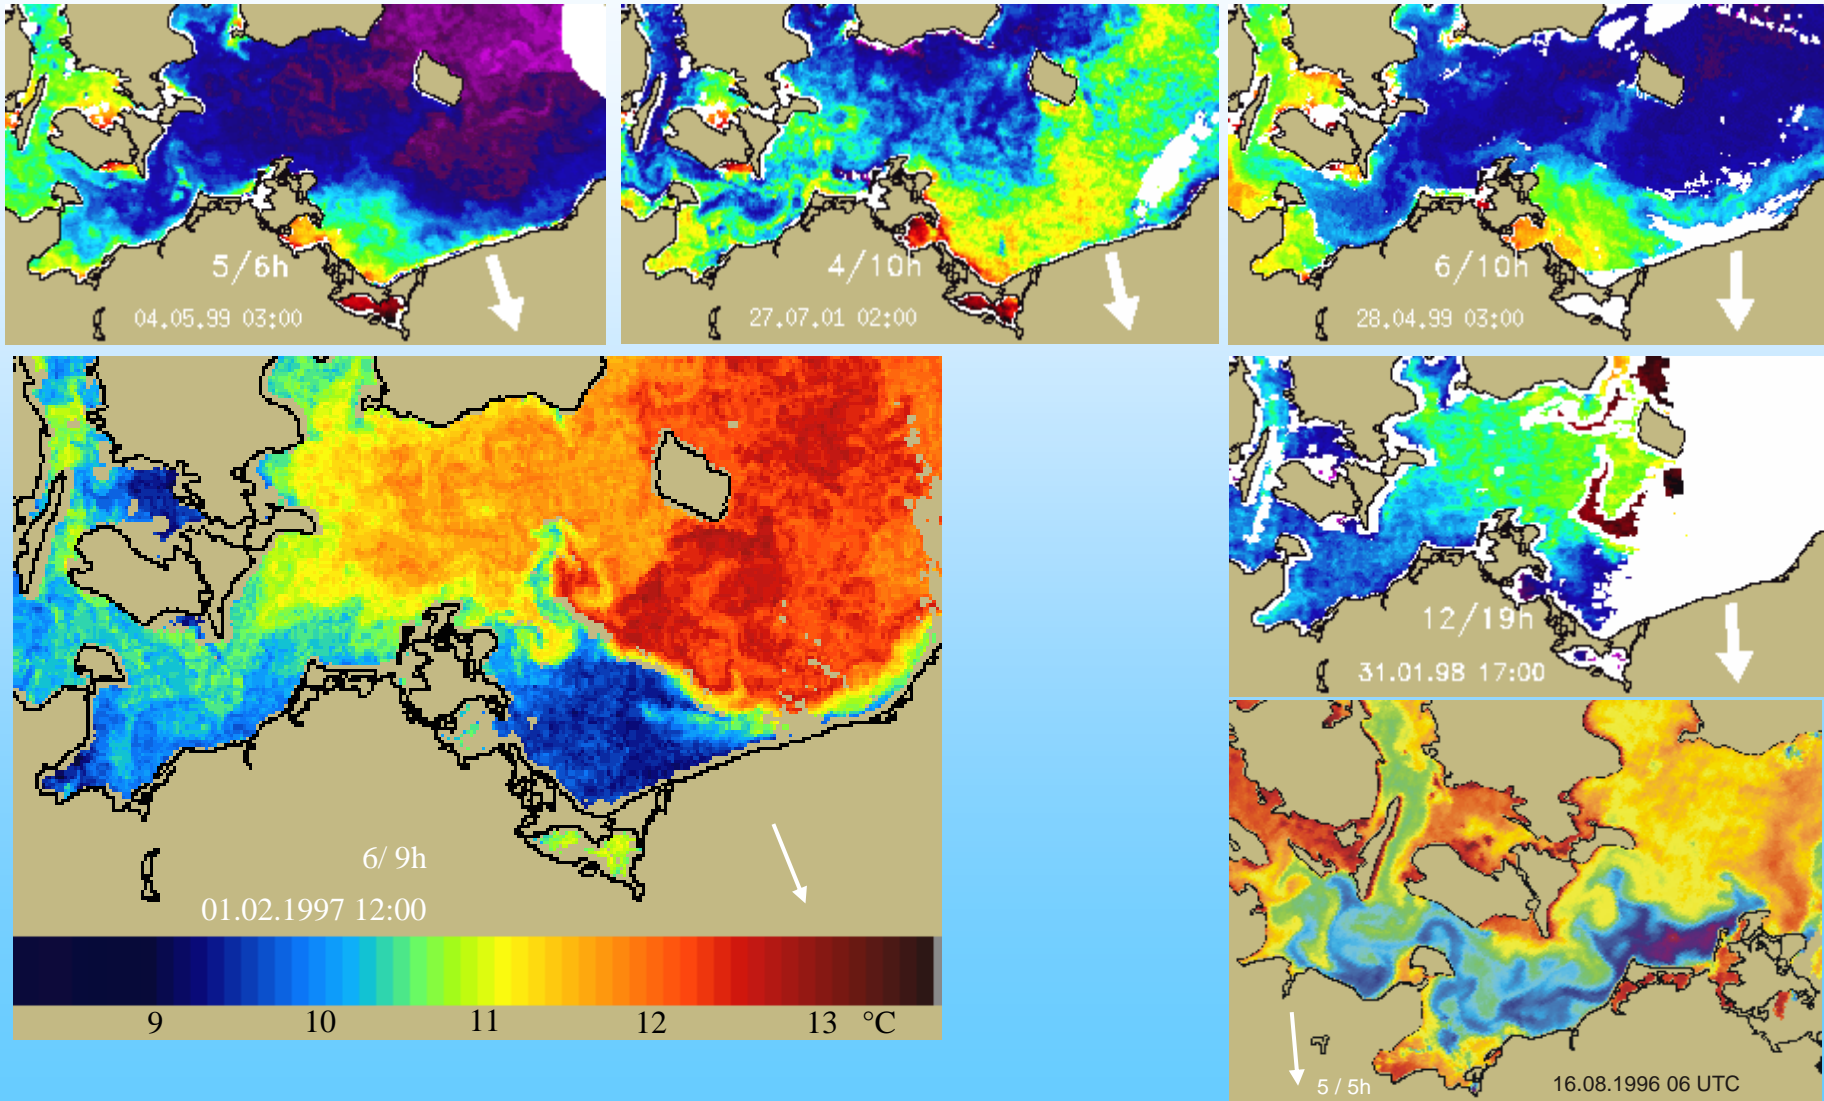 5/6h
04.05.99 03:00
4/10h
27.07.01 02:00
6/10h
28.04.99 03:00
6/ 9h
01.02.1997 12:00
9 10 11 12 13 °C
12/19h
31.01.98 17:00
5 / 5h
16.08.1996 06 UTC